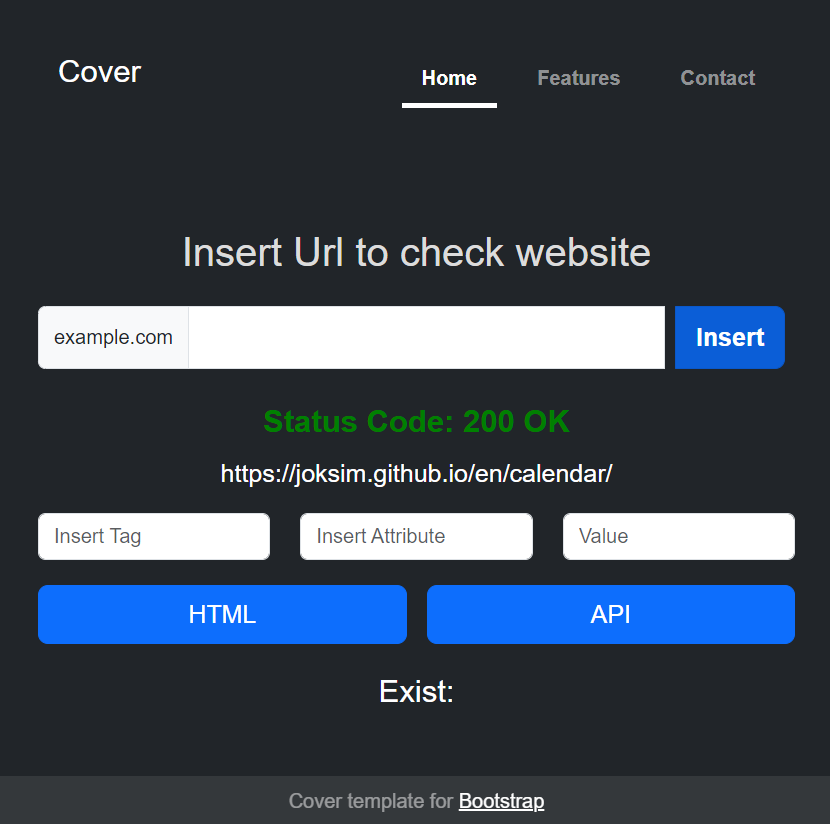 Cover
Home Features Contact
Insert Url to check website
example.com Insert
Status Code: 200 OK
https://joksim.github.io/en/calendar/
Insert Tag Insert Attribute Value
HTML API
Exist:
Cover template for Bootstrap